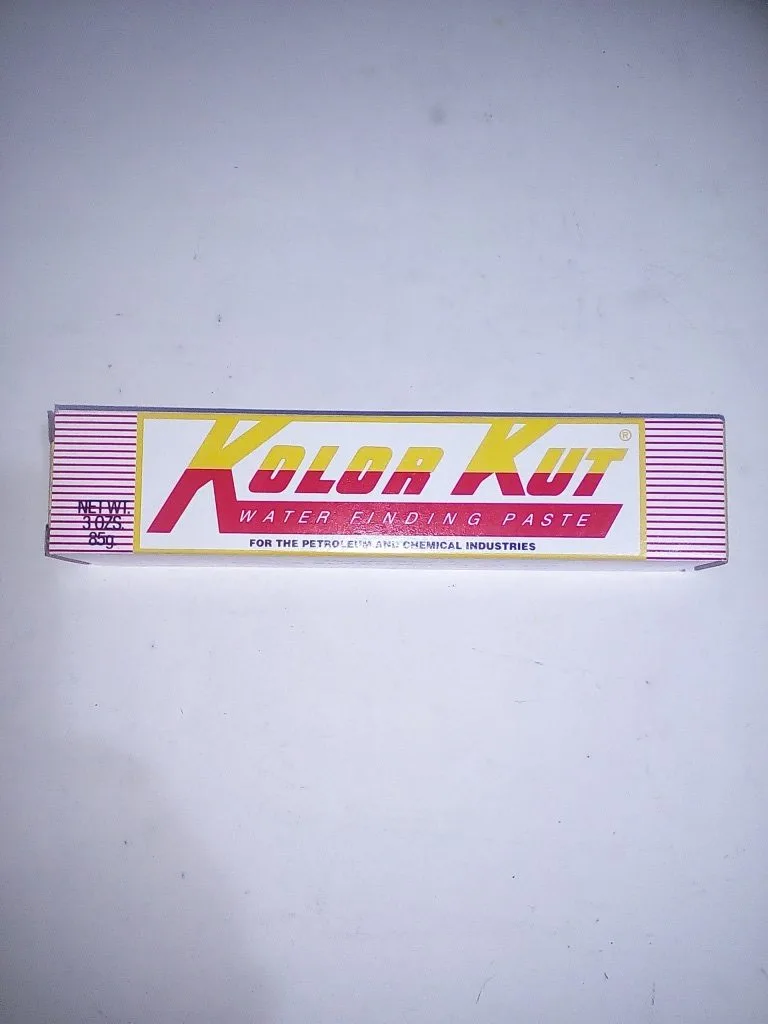 KOLOR KUT ®
WATER FINDING PASTE
FOR THE PETROLEUM AND CHEMICAL INDUSTRIES
NET WT.
3 OZS.
85g